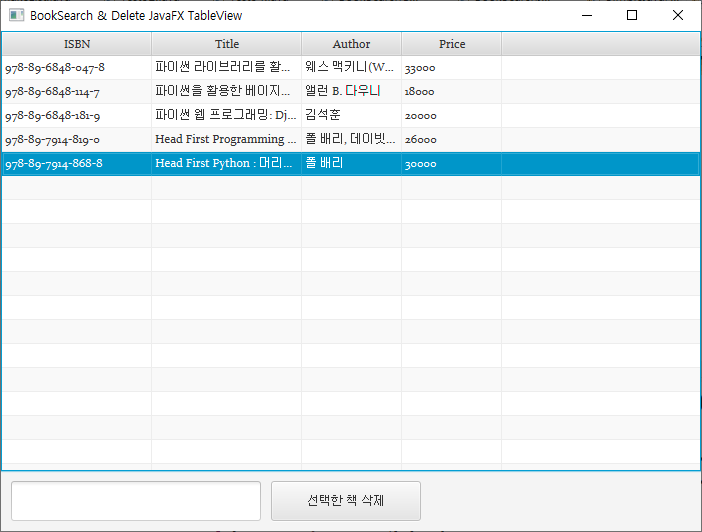 BookSearch & Delete JavaFX TableView
ISBN Title Author Price
978-89-6848-047-8 파이썬 라이브러리를 활... 웨스 맥키니(W... 33000
978-89-6848-114-7 파이썬을 활용한 베이지... 앨런 B. 다우니 18000
978-89-6848-181-9 파이썬 웹 프로그래밍: Dj... 김석훈 20000
978-89-7914-819-0 Head First Programming ... 폴 배리, 데이빗... 26000
978-89-7914-868-8 Head First Python : 머리... 폴 배리 30000
선택한 책 삭제